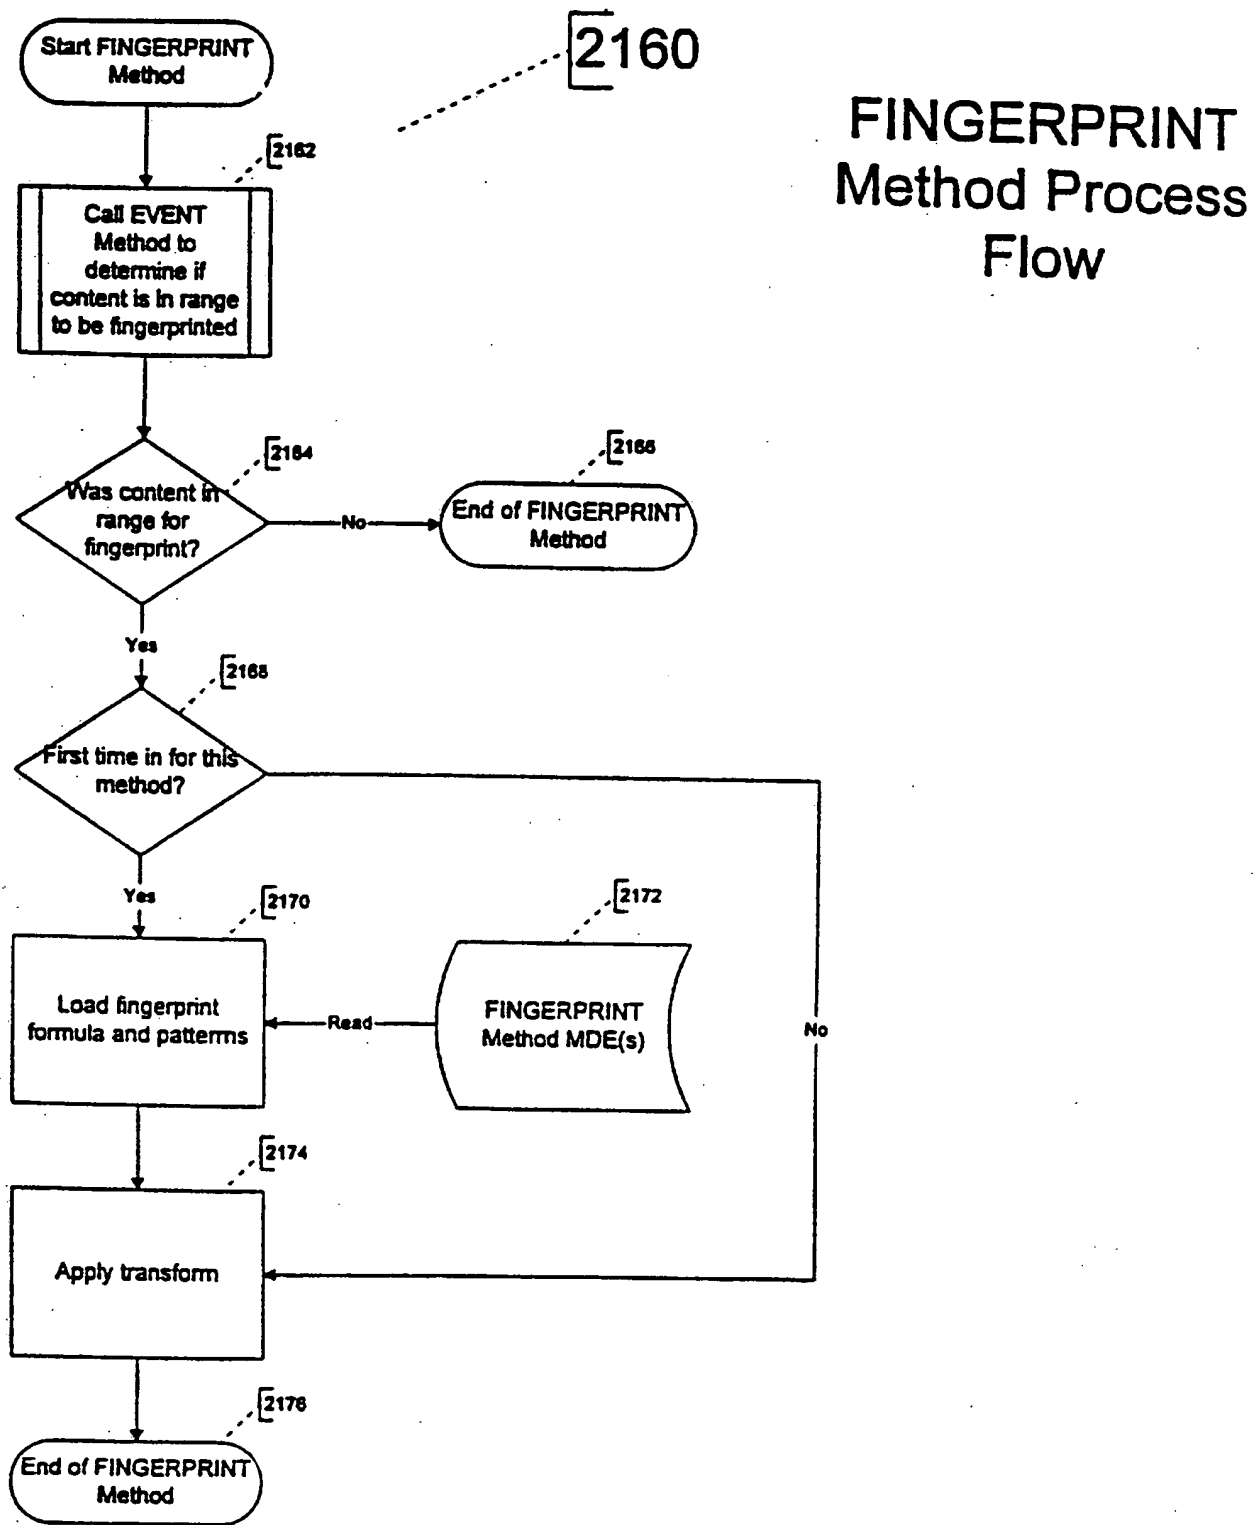 Start FINGERPRINT
Method
2160
FINGERPRINT
Method Process
Flow
2162
Call EVENT
Method to
determine if
content is in range
to be fingerprinted
2164
Was content in
range for
fingerprint?
No
2166
End of FINGERPRINT
Method
Yes
2168
First time in for this
method?
Yes
2170
Load fingerprint
formula and patterns
Read
2172
FINGERPRINT
Method MDE(s)
No
2174
Apply transform
2176
End of FINGERPRINT
Method